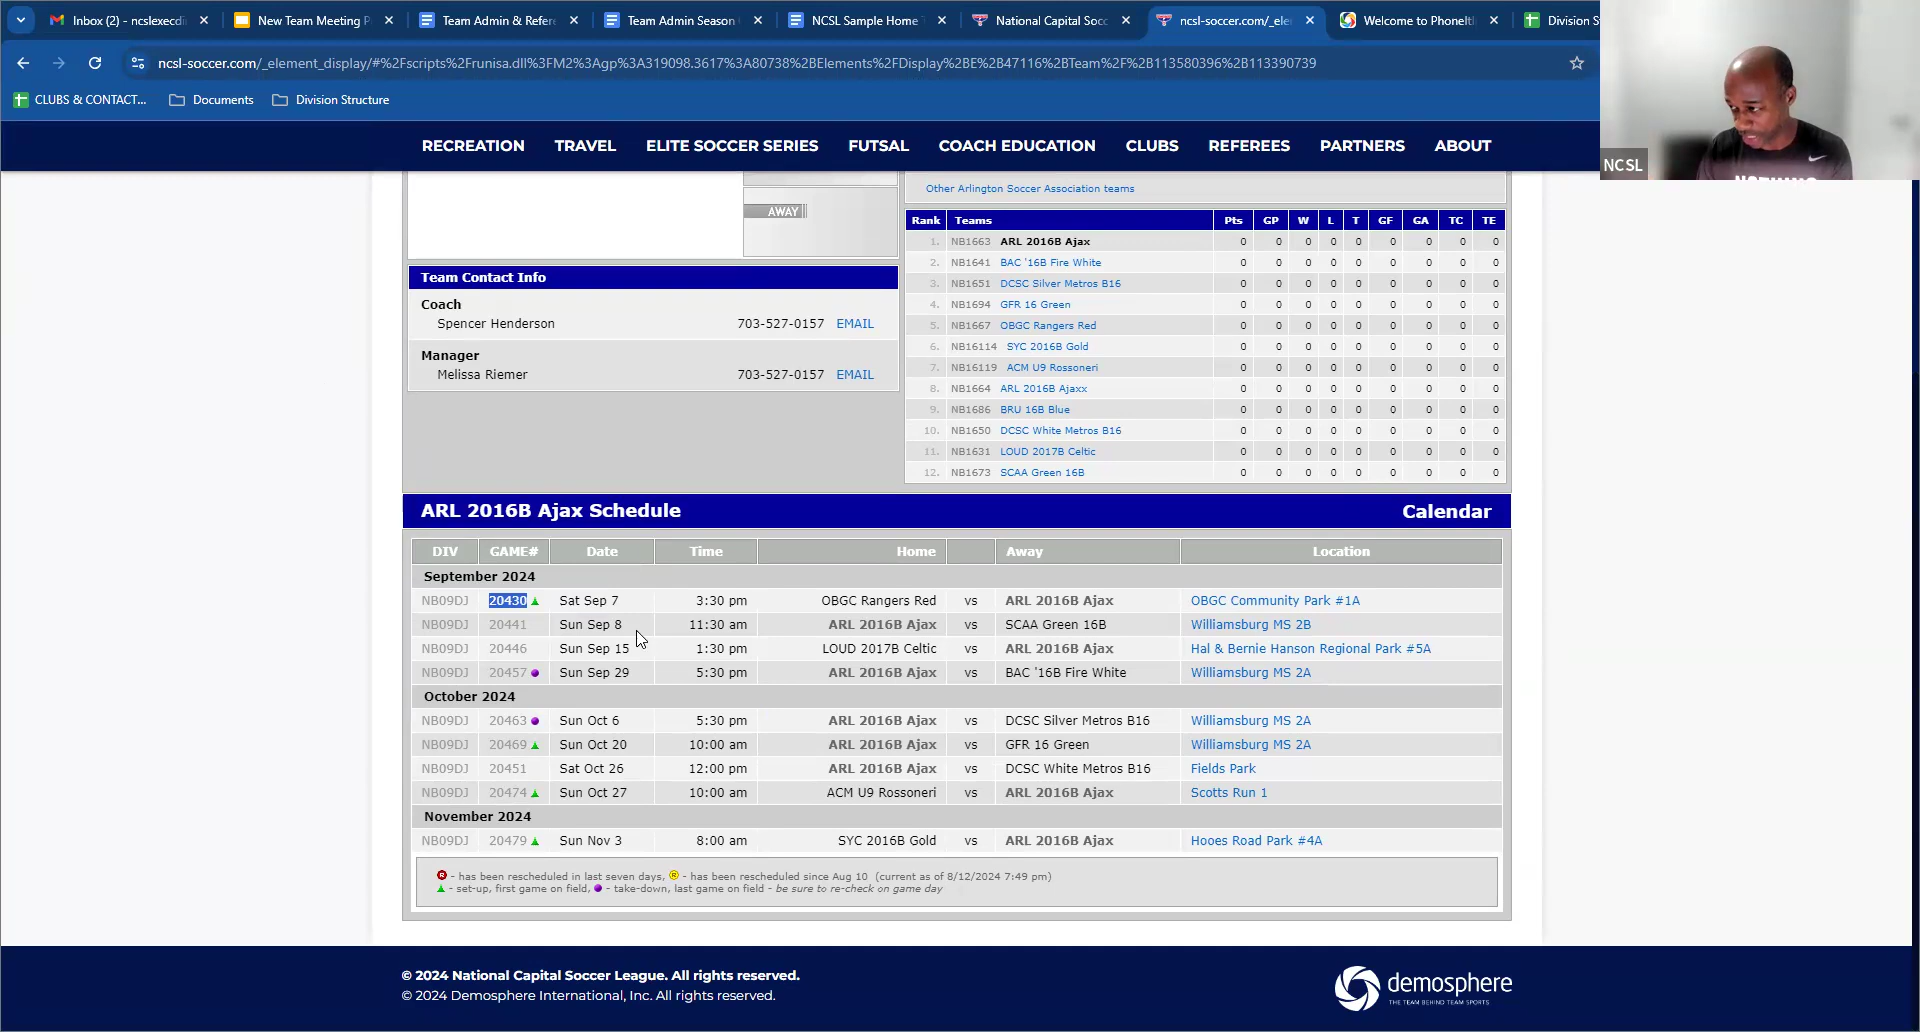 Inbox (2) - ncslexecdi
New Team Meeting P
Team Admin & Refer
Team Admin Season
NCSL Sample Home T
National Capital Socc
ncsl-soccer.com/_ele
Welcome to PhoneIt
Division S
ncsl-soccer.com/_element_display/#%2Fscripts%2Frunisa.dll%3FM2%3Agp%3A319098.3617%3A80738%2BElements%2FDisplay%2BE%2B47116%2BTeam%2F%2B113580396%2B113390739
CLUBS & CONTACT... Documents Division Structure
NCSL
RECREATION TRAVEL ELITE SOCCER SERIES FUTSAL COACH EDUCATION CLUBS REFEREES PARTNERS ABOUT
AWAY
Team Contact Info
Coach
Spencer Henderson 703-527-0157 EMAIL
Manager
Melissa Riemer 703-527-0157 EMAIL
Other Arlington Soccer Association teams
Rank Teams Pts GP W L T GF GA TC TE
1. NB1663 ARL 2016B Ajax 0 0 0 0 0 0 0 0 0
2. NB1641 BAC '16B Fire White 0 0 0 0 0 0 0 0 0
3. NB1651 DCSC Silver Metros B16 0 0 0 0 0 0 0 0 0
4. NB1694 GFR 16 Green 0 0 0 0 0 0 0 0 0
5. NB1667 OBGC Rangers Red 0 0 0 0 0 0 0 0 0
6. NB16114 SYC 2016B Gold 0 0 0 0 0 0 0 0 0
7. NB16119 ACM U9 Rossoneri 0 0 0 0 0 0 0 0 0
8. NB1664 ARL 2016B Ajaxx 0 0 0 0 0 0 0 0 0
9. NB1686 BRU 16B Blue 0 0 0 0 0 0 0 0 0
10. NB1650 DCSC White Metros B16 0 0 0 0 0 0 0 0 0
11. NB1631 LOUD 2017B Celtic 0 0 0 0 0 0 0 0 0
12. NB1673 SCAA Green 16B 0 0 0 0 0 0 0 0 0
ARL 2016B Ajax Schedule Calendar
DIV GAME# Date Time Home Away Location
September 2024
NB09DJ 20430 Sat Sep 7 3:30 pm OBGC Rangers Red vs ARL 2016B Ajax OBGC Community Park #1A
NB09DJ 20441 Sun Sep 8 11:30 am ARL 2016B Ajax vs SCAA Green 16B Williamsburg MS 2B
NB09DJ 20446 Sun Sep 15 1:30 pm LOUD 2017B Celtic vs ARL 2016B Ajax Hal & Bernie Hanson Regional Park #5A
NB09DJ 20457 Sun Sep 29 5:30 pm ARL 2016B Ajax vs BAC '16B Fire White Williamsburg MS 2A
October 2024
NB09DJ 20463 Sun Oct 6 5:30 pm ARL 2016B Ajax vs DCSC Silver Metros B16 Williamsburg MS 2A
NB09DJ 20469 Sun Oct 20 10:00 am ARL 2016B Ajax vs GFR 16 Green Williamsburg MS 2A
NB09DJ 20451 Sat Oct 26 12:00 pm ARL 2016B Ajax vs DCSC White Metros B16 Fields Park
NB09DJ 20474 Sun Oct 27 10:00 am ACM U9 Rossoneri vs ARL 2016B Ajax Scotts Run 1
November 2024
NB09DJ 20479 Sun Nov 3 8:00 am SYC 2016B Gold vs ARL 2016B Ajax Hooes Road Park #4A
R - has been rescheduled in last seven days, R - has been rescheduled since Aug 10 (current as of 8/12/2024 7:49 pm)
- set-up, first game on field, - take-down, last game on field - be sure to re-check on game day
© 2024 National Capital Soccer League. All rights reserved.
© 2024 Demosphere International, Inc. All rights reserved.
demosphere
THE TEAM BEHIND TEAM SPORTS